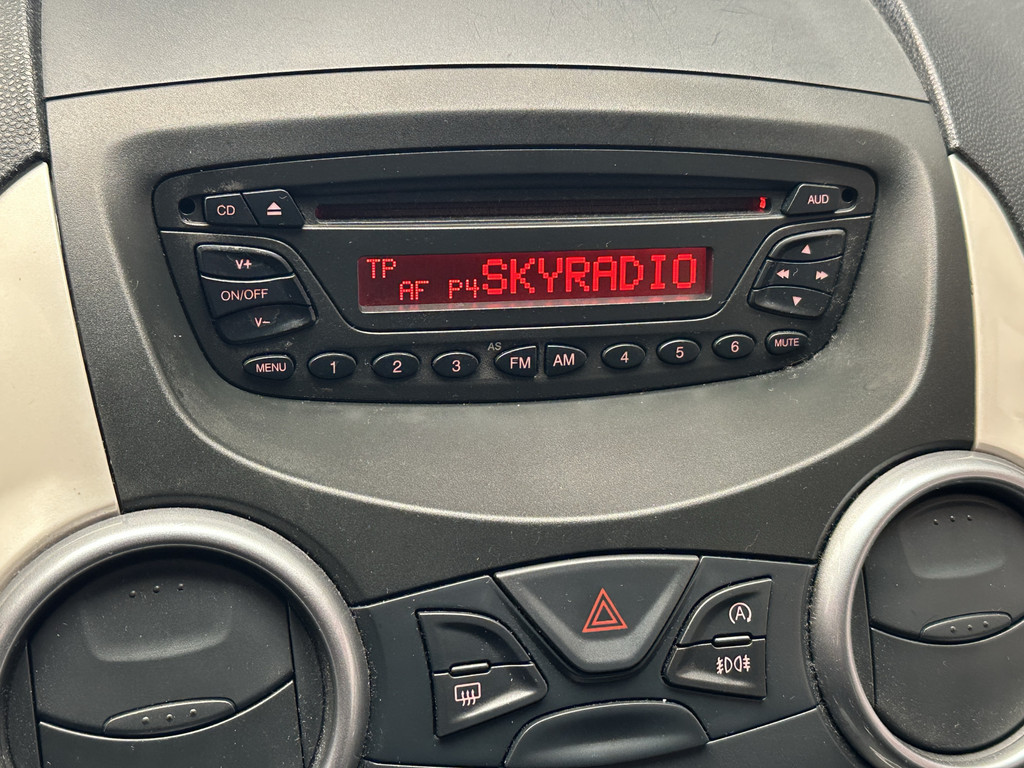 CD
AUD
V+
ON/OFF
V-
TP
AF P4 SKYRADIO
MENU 1 2 3 AS FM AM 4 5 6 MUTE
A